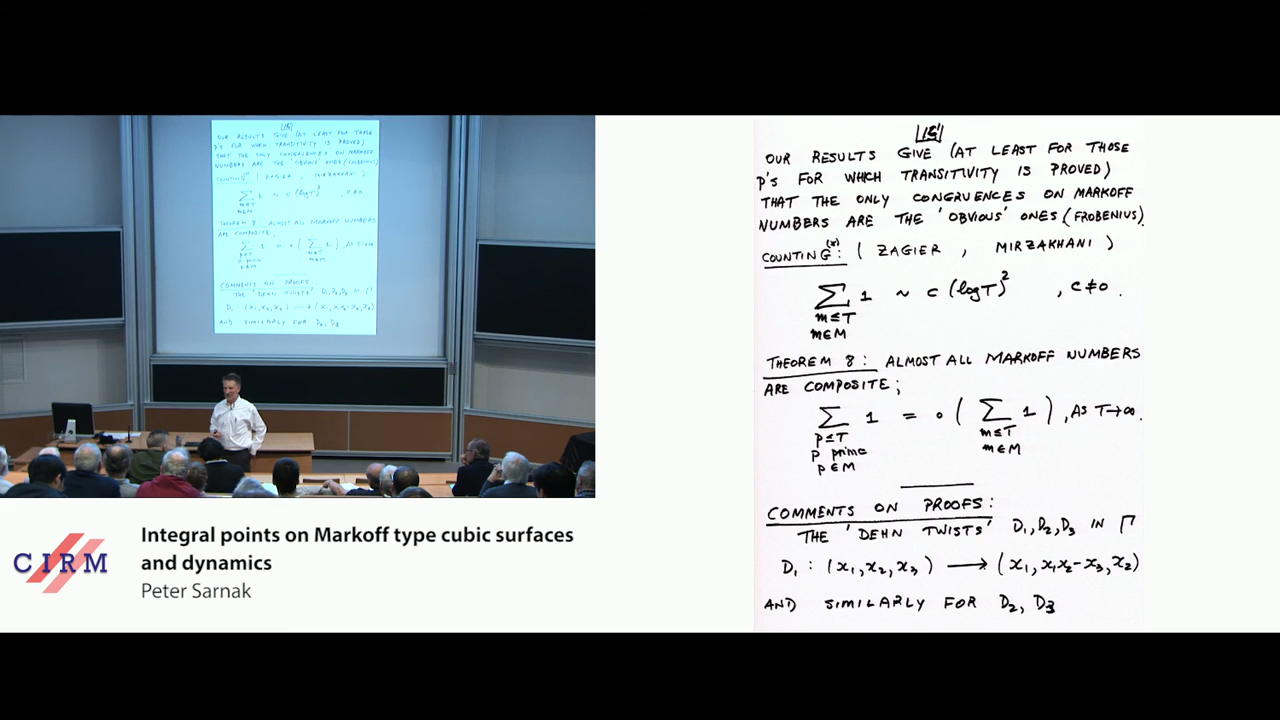 [15']
OUR RESULTS GIVE (AT LEAST FOR THOSE
P'S FOR WHICH TRANSITIVITY IS PROVED)
THAT THE ONLY CONGRUENCES ON MARKOFF
NUMBERS ARE THE 'OBVIOUS' ONES (FROBENIUS).
COUNTING(*): ( ZAGIER , MIRZAKHANI )
∑ 1 ~ c (log T)² , c≠0 .
m≤T
m∈M
THEOREM 8 : ALMOST ALL MARKOFF NUMBERS
ARE COMPOSITE ;
∑ 1 = o ( ∑ 1 ) , AS T→∞.
p≤T m≤T
p prime m∈M
p∈M
COMMENTS ON PROOFS :
THE 'DEHN TWISTS' D₁, D₂, D₃ IN Γ
D₁ : (x₁, x₂, x₃) ⟶ (x₁, x₁x₂-x₃, x₂)
AND SIMILARLY FOR D₂, D₃
CIRM
Integral points on Markoff type cubic surfaces
and dynamics
Peter Sarnak